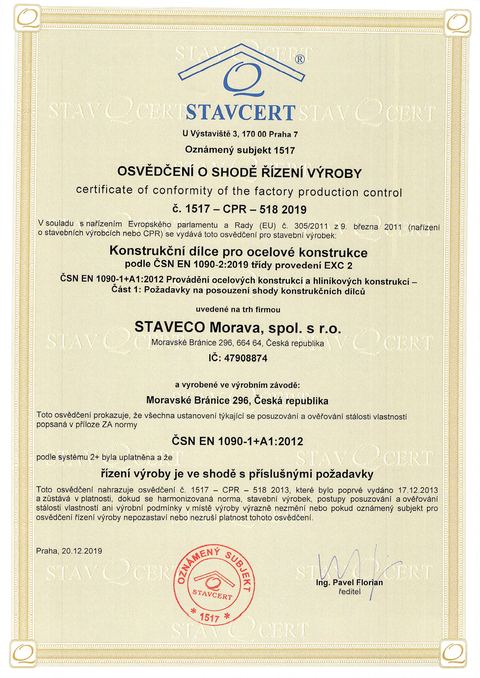 STAVCERT
®
U Výstaviště 3, 170 00 Praha 7
Oznámený subjekt 1517
OSVĚDČENÍ O SHODĚ ŘÍZENÍ VÝROBY
certificate of conformity of the factory production control
č. 1517 – CPR – 518 2019
V souladu s nařízením Evropského parlamentu a Rady (EU) č. 305/2011 z 9. března 2011 (nařízení
o stavebních výrobcích nebo CPR) se vydává toto osvědčení pro stavební výrobek:
Konstrukční dílce pro ocelové konstrukce
podle ČSN EN 1090-2:2019 třídy provedení EXC 2
ČSN EN 1090-1+A1:2012 Provádění ocelových konstrukcí a hliníkových konstrukcí –
Část 1: Požadavky na posouzení shody konstrukčních dílců
uvedené na trh firmou
STAVECO Morava, spol. s r.o.
Moravské Bránice 296, 664 64, Česká republika
IČ: 47908874
a vyrobené ve výrobním závodě:
Moravské Bránice 296, Česká republika
Toto osvědčení prokazuje, že všechna ustanovení týkající se posuzování a ověřování stálosti vlastností
popsaná v příloze ZA normy
ČSN EN 1090-1+A1:2012
podle systému 2+ byla uplatněna a že
řízení výroby je ve shodě s příslušnými požadavky
Toto osvědčení nahrazuje osvědčení č. 1517 – CPR – 518 2013, které bylo poprvé vydáno 17.12.2013
a zůstává v platnosti, dokud se harmonizovaná norma, stavební výrobek, postupy posuzování a ověřování
stálosti vlastností ani výrobní podmínky v místě výroby výrazně nezmění nebo pokud oznámený subjekt pro
osvědčení řízení výroby nepozastaví nebo nezruší platnost tohoto osvědčení.
Praha, 20.12.2019
OZNÁMENÝ SUBJEKT
STAVCERT
* 1517 *
Ing. Pavel Florian
ředitel